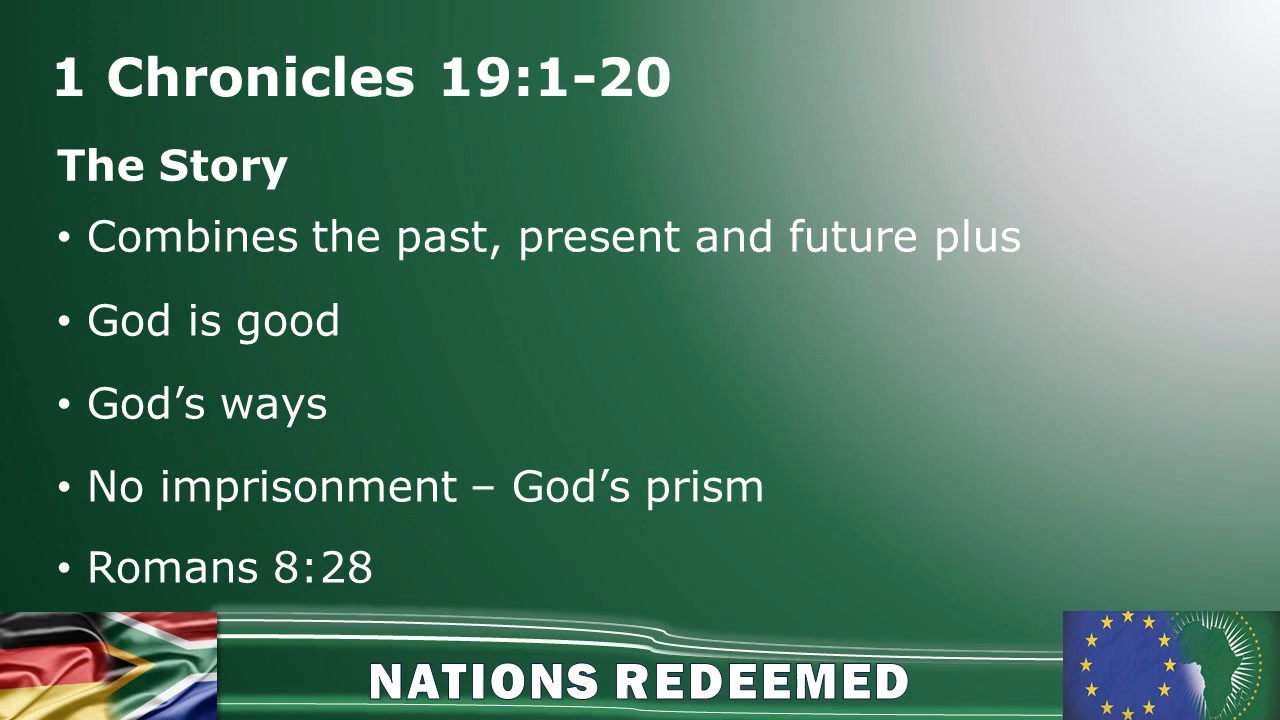 1 Chronicles 19:1-20
The Story
• Combines the past, present and future plus
• God is good
• God’s ways
• No imprisonment – God’s prism
• Romans 8:28
NATIONS REDEEMED